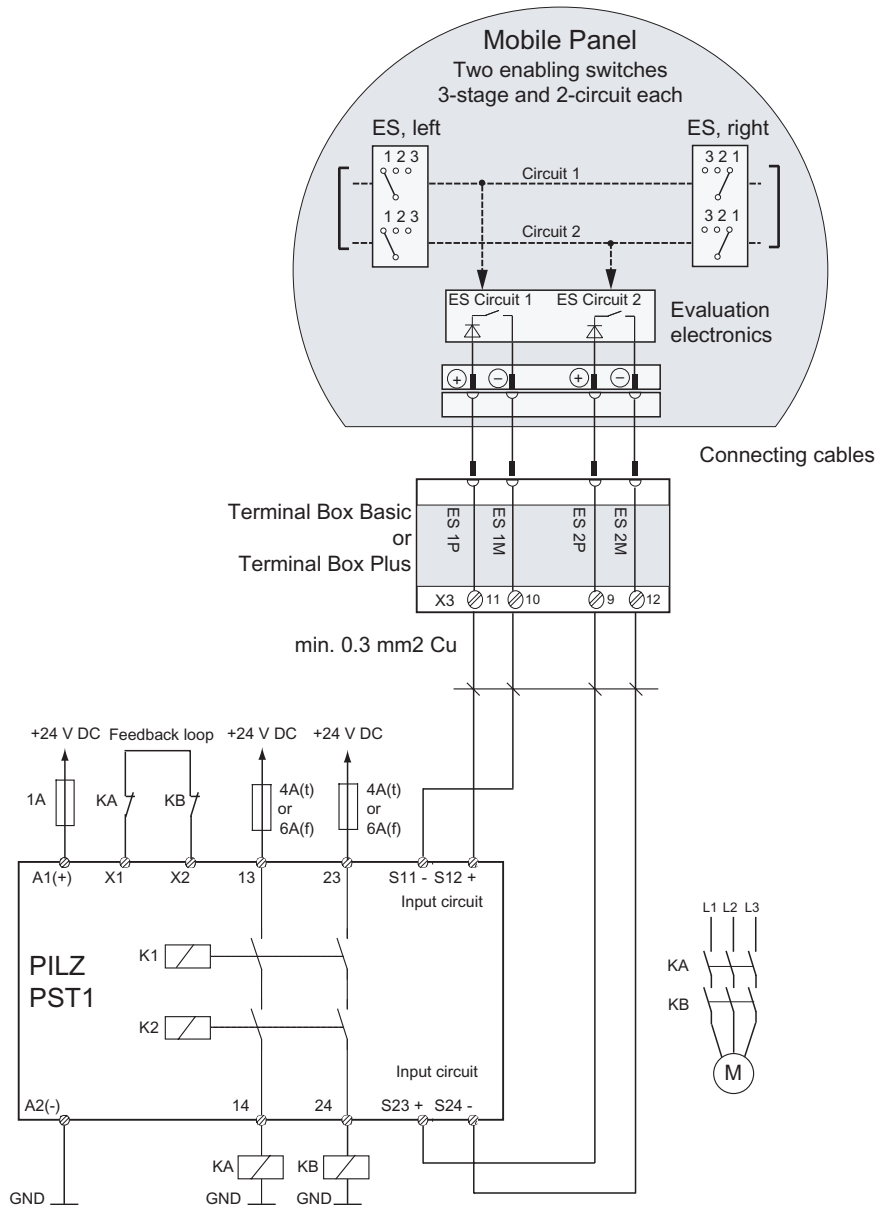 Mobile Panel
Two enabling switches
3-stage and 2-circuit each
ES, left
ES, right
1 2 3
3 2 1
Circuit 1
1 2 3
3 2 1
Circuit 2
ES Circuit 1
ES Circuit 2
Evaluation
electronics
+
−
+
−
Connecting cables
Terminal Box Basic
or
Terminal Box Plus
ES 1P
ES 1M
ES 2P
ES 2M
X3
11
10
9
12
min. 0.3 mm2 Cu
+24 V DC
Feedback loop
+24 V DC
+24 V DC
1A
KA
KB
4A(t)
or
6A(f)
4A(t)
or
6A(f)
A1(+)
X1
X2
13
23
S11 -
S12 +
Input circuit
PILZ
PST1
K1
K2
L1 L2 L3
KA
KB
M
Input circuit
A2(-)
14
24
S23 +
S24 -
KA
KB
GND
GND
GND